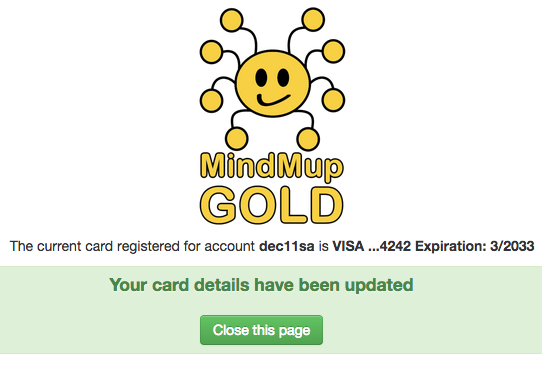 MindMup
GOLD
The current card registered for account dec11sa is VISA ...4242 Expiration: 3/2033
Your card details have been updated
Close this page